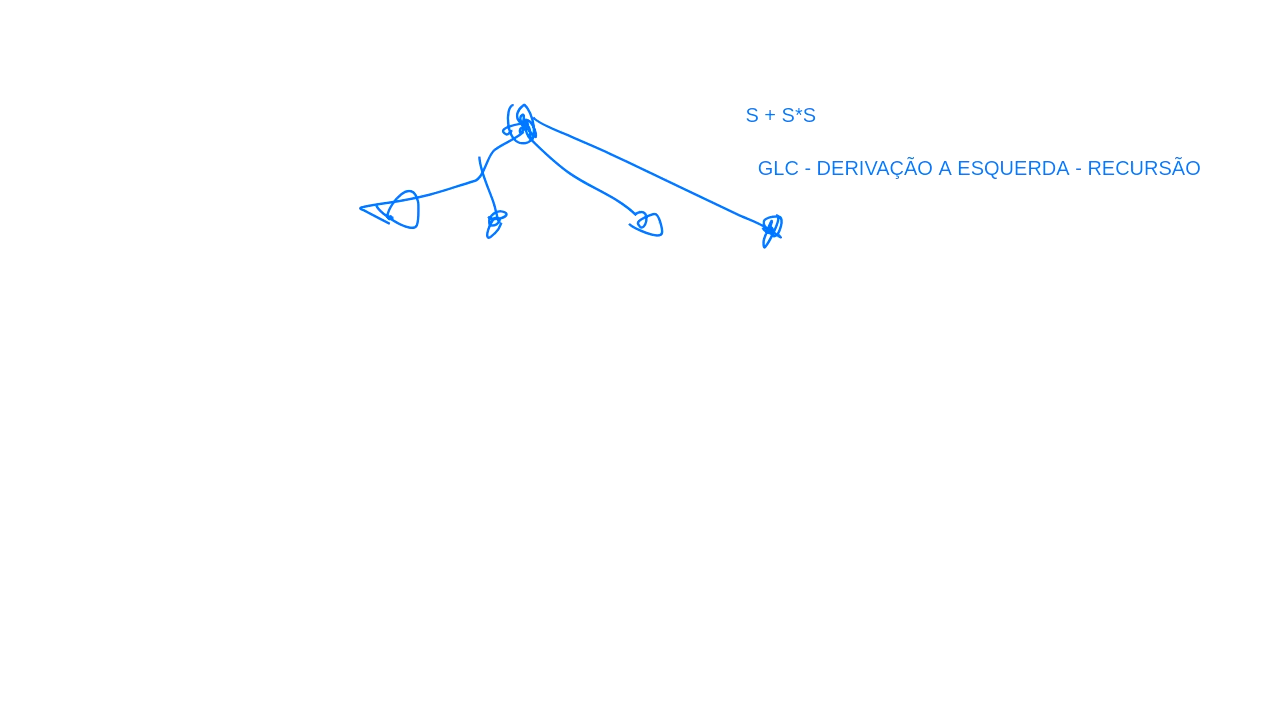 S + S*S
GLC - DERIVAÇÃO A ESQUERDA - RECURSÃO